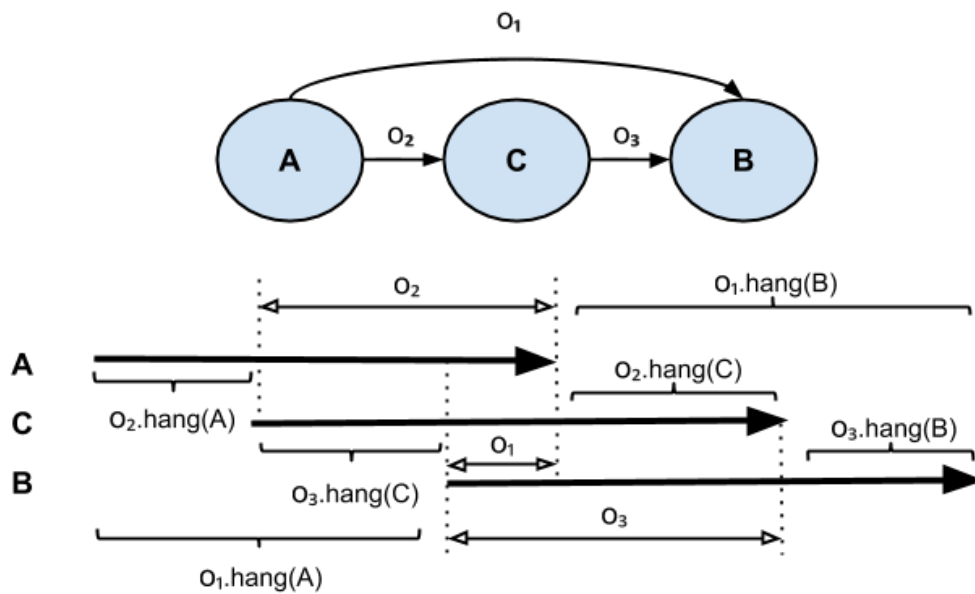 o₁
A
o₂
C
o₃
B
o₂
o₁.hang(B)
A
o₂.hang(C)
o₂.hang(A)
C
o₃.hang(B)
o₁
B
o₃.hang(C)
o₃
o₁.hang(A)